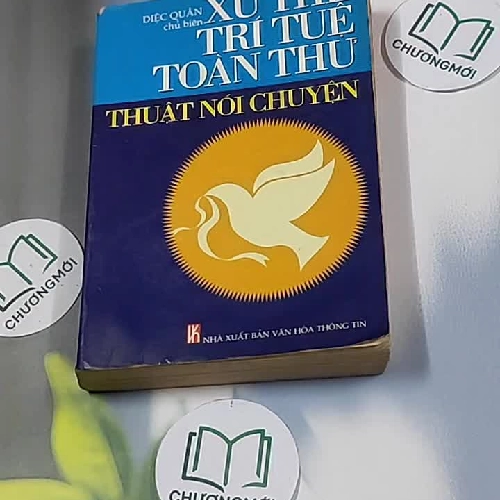 DIỆC QUÂN
chủ biên
XỬ THẾ
TRÍ TUỆ
TOÀN THƯ
THUẬT NÓI CHUYỆN
NHÀ XUẤT BẢN VĂN HÓA THÔNG TIN
CHƯƠNGMỚI
CHƯƠNGMỚI
CHƯƠNGMỚI